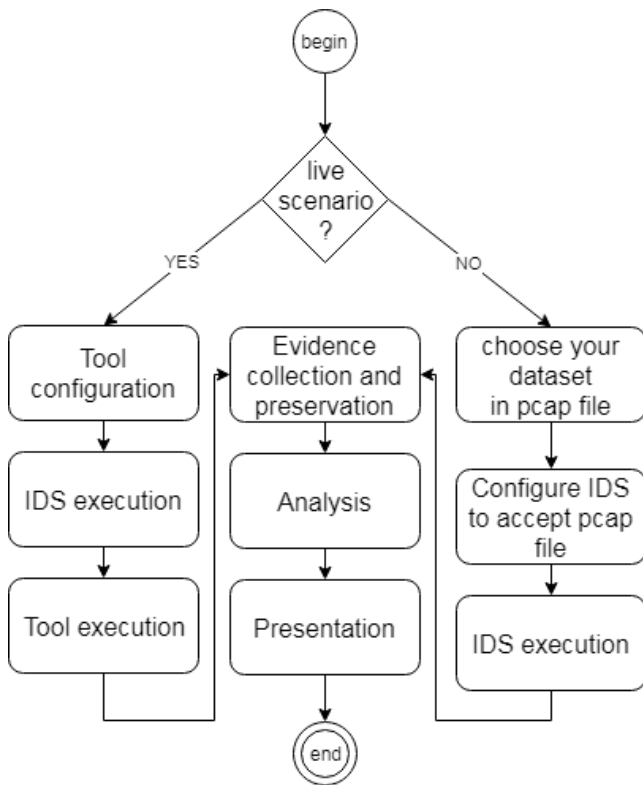 begin
live
scenario
?
YES
NO
Tool
configuration
IDS execution
Tool execution
Evidence
collection and
preservation
Analysis
Presentation
choose your
dataset
in pcap file
Configure IDS
to accept pcap
file
IDS execution
end